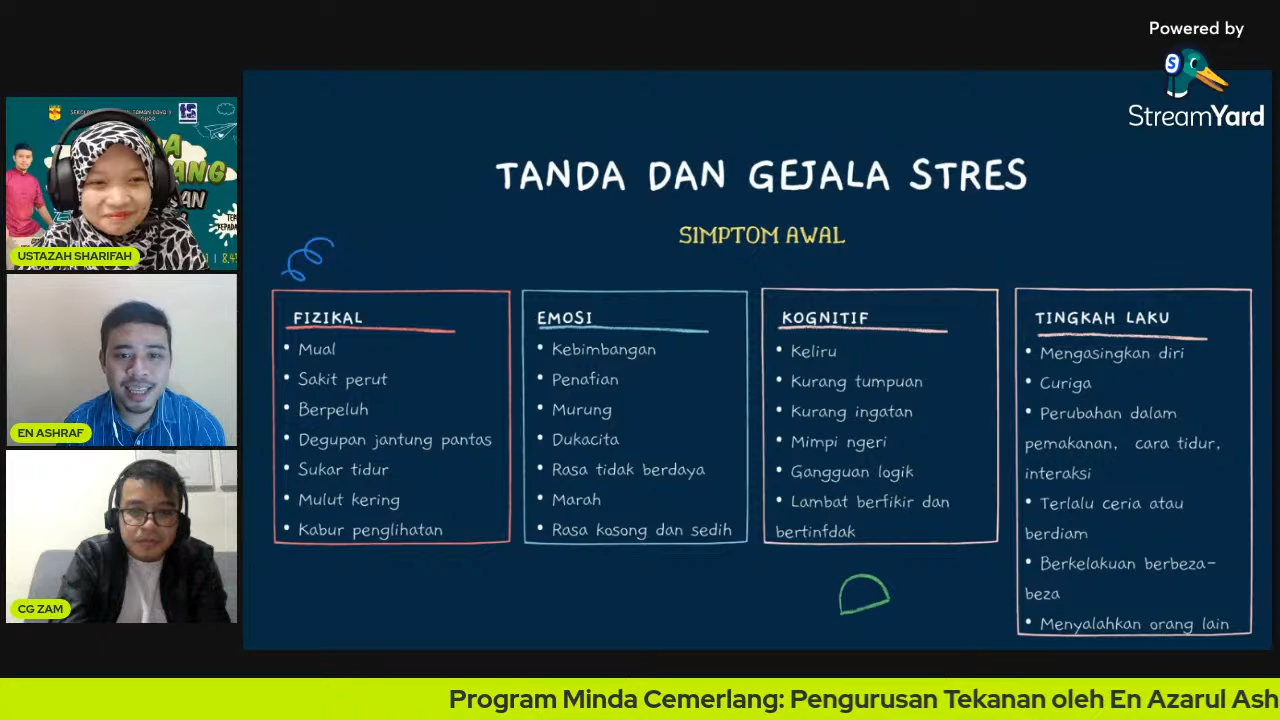 Powered by
StreamYard
USTAZAH SHARIFAH
EN ASHRAF
CG ZAM
TANDA DAN GEJALA STRES
SIMPTOM AWAL
FIZIKAL
• Mual
• Sakit perut
• Berpeluh
• Degupan jantung pantas
• Sukar tidur
• Mulut kering
• Kabur penglihatan
EMOSI
• Kebimbangan
• Penafian
• Murung
• Dukacita
• Rasa tidak berdaya
• Marah
• Rasa kosong dan sedih
KOGNITIF
• Keliru
• Kurang tumpuan
• Kurang ingatan
• Mimpi ngeri
• Gangguan logik
• Lambat berfikir dan
bertinfdak
TINGKAH LAKU
• Mengasingkan diri
• Curiga
• Perubahan dalam
pemakanan, cara tidur,
interaksi
• Terlalu ceria atau
berdiam
• Berkelakuan berbeza-
beza
• Menyalahkan orang lain
Program Minda Cemerlang: Pengurusan Tekanan oleh En Azarul Ash